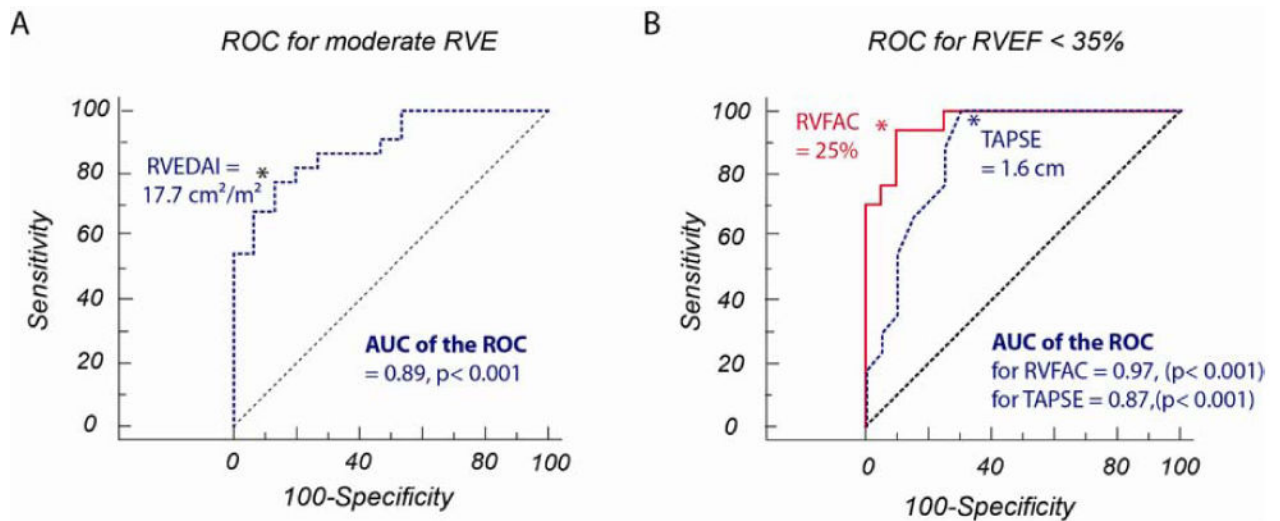 A
ROC for moderate RVE
100
80
60
40
20
0
Sensitivity
RVEDAI =
17.7 cm²/m²
*
AUC of the ROC
= 0.89, p< 0.001
0
40
80
100
100-Specificity
B
ROC for RVEF < 35%
100
80
60
40
20
0
Sensitivity
RVFAC *
= 25%
* TAPSE
= 1.6 cm
AUC of the ROC
for RVFAC = 0.97, (p< 0.001)
for TAPSE = 0.87,(p< 0.001)
0
40
80
100
100-Specificity